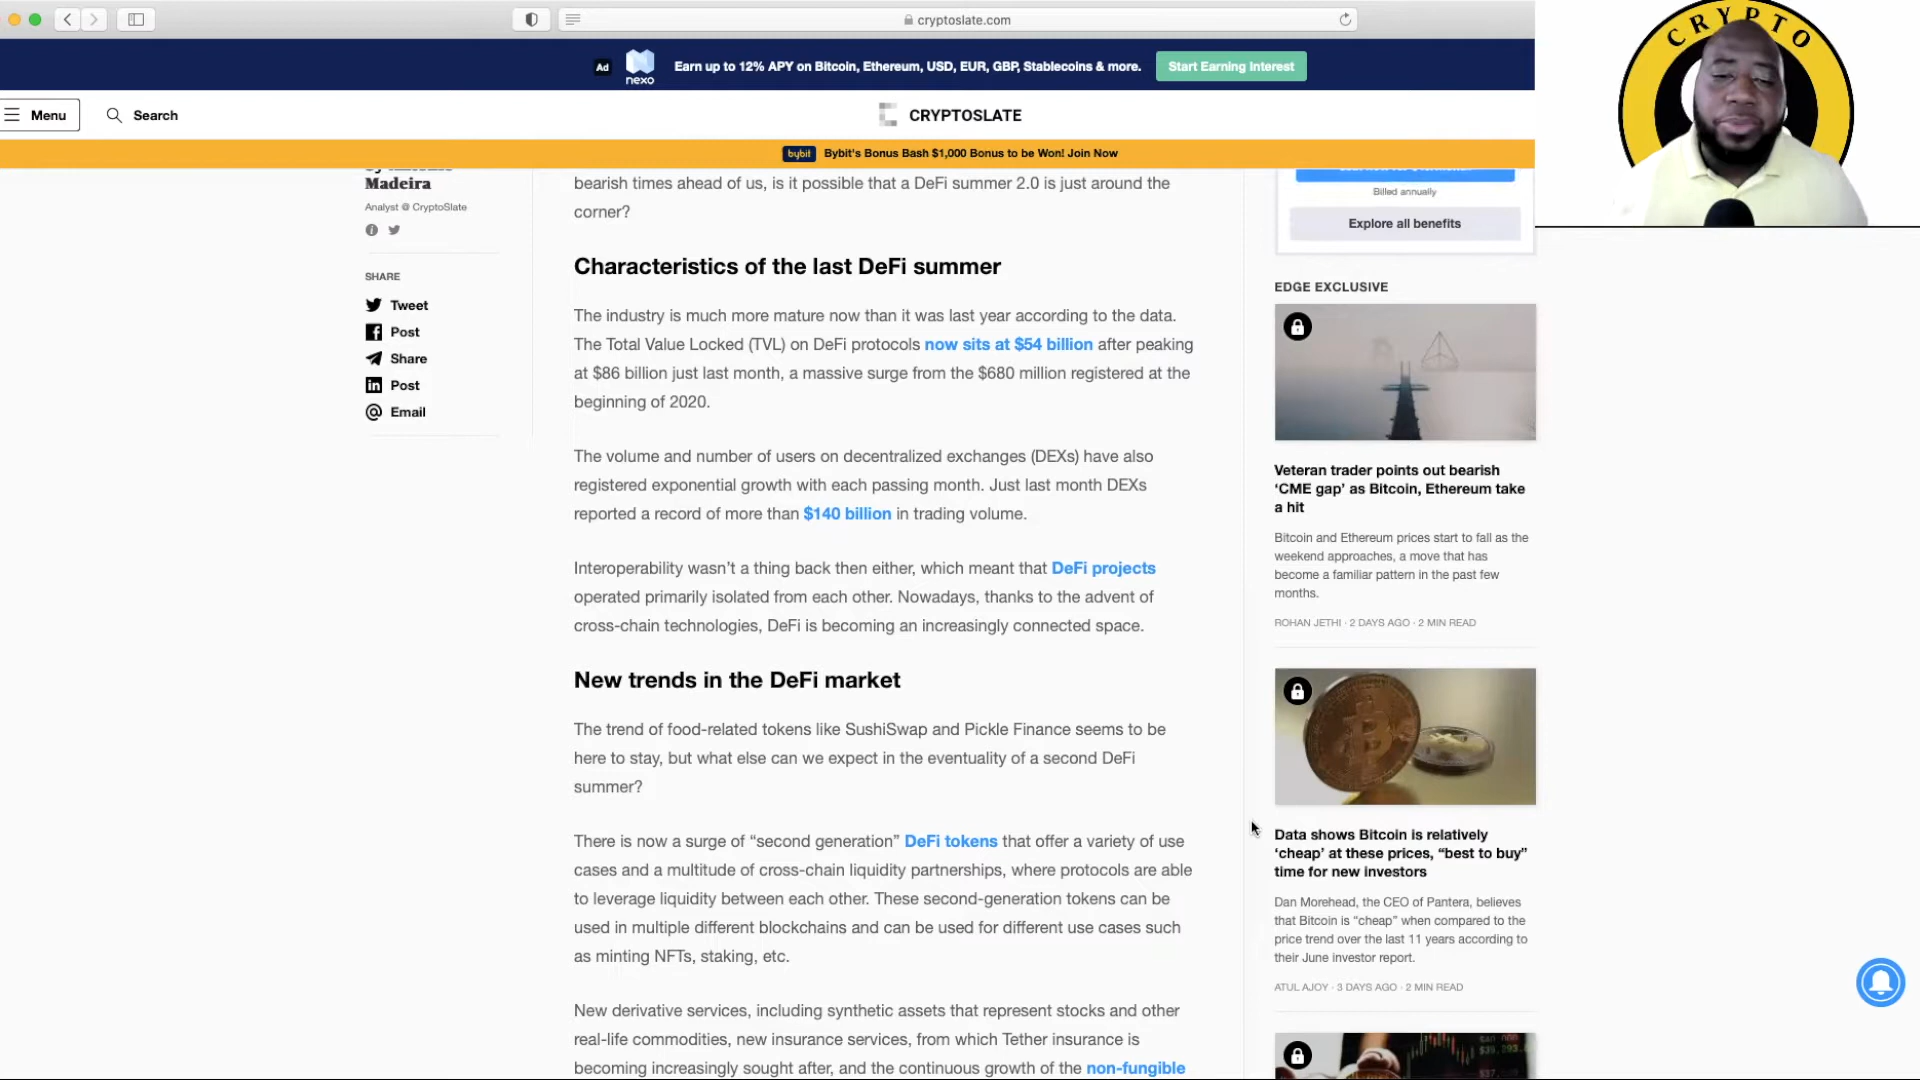 cryptoslate.com
Ad
nexo
Earn up to 12% APY on Bitcoin, Ethereum, USD, EUR, GBP, Stablecoins & more.
Start Earning Interest
CRYPTO
Menu
Search
CRYPTOSLATE
bybit
Bybit's Bonus Bash $1,000 Bonus to be Won! Join Now
Madeira
Analyst @ CryptoSlate
SHARE
Tweet
Post
Share
Post
Email
bearish times ahead of us, is it possible that a DeFi summer 2.0 is just around the
corner?
Characteristics of the last DeFi summer
The industry is much more mature now than it was last year according to the data.
The Total Value Locked (TVL) on DeFi protocols now sits at $54 billion after peaking
at $86 billion just last month, a massive surge from the $680 million registered at the
beginning of 2020.
The volume and number of users on decentralized exchanges (DEXs) have also
registered exponential growth with each passing month. Just last month DEXs
reported a record of more than $140 billion in trading volume.
Interoperability wasn't a thing back then either, which meant that DeFi projects
operated primarily isolated from each other. Nowadays, thanks to the advent of
cross-chain technologies, DeFi is becoming an increasingly connected space.
New trends in the DeFi market
The trend of food-related tokens like SushiSwap and Pickle Finance seems to be
here to stay, but what else can we expect in the eventuality of a second DeFi
summer?
There is now a surge of “second generation” DeFi tokens that offer a variety of use
cases and a multitude of cross-chain liquidity partnerships, where protocols are able
to leverage liquidity between each other. These second-generation tokens can be
used in multiple different blockchains and can be used for different use cases such
as minting NFTs, staking, etc.
New derivative services, including synthetic assets that represent stocks and other
real-life commodities, new insurance services, from which Tether insurance is
becoming increasingly sought after, and the continuous growth of the non-fungible
Billed annually
Explore all benefits
EDGE EXCLUSIVE
Veteran trader points out bearish
‘CME gap’ as Bitcoin, Ethereum take
a hit
Bitcoin and Ethereum prices start to fall as the
weekend approaches, a move that has
become a familiar pattern in the past few
months.
ROHAN JETHI · 2 DAYS AGO · 2 MIN READ
Data shows Bitcoin is relatively
‘cheap’ at these prices, “best to buy”
time for new investors
Dan Morehead, the CEO of Pantera, believes
that Bitcoin is “cheap” when compared to the
price trend over the last 11 years according to
their June investor report.
ATUL AJOY · 3 DAYS AGO · 2 MIN READ